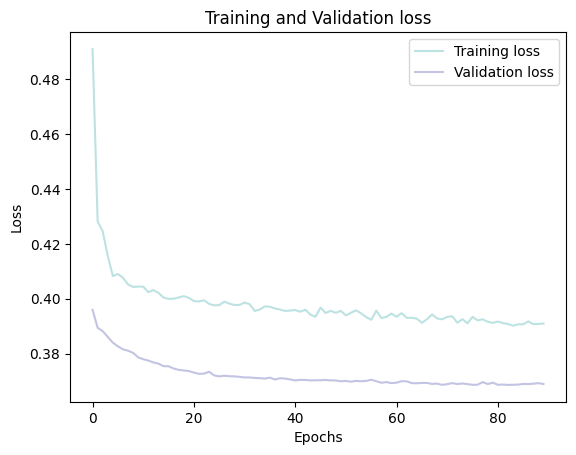 Training and Validation loss
Training loss
Validation loss
0.48
0.46
0.44
0.42
0.40
0.38
Loss
0
20
40
60
80
Epochs